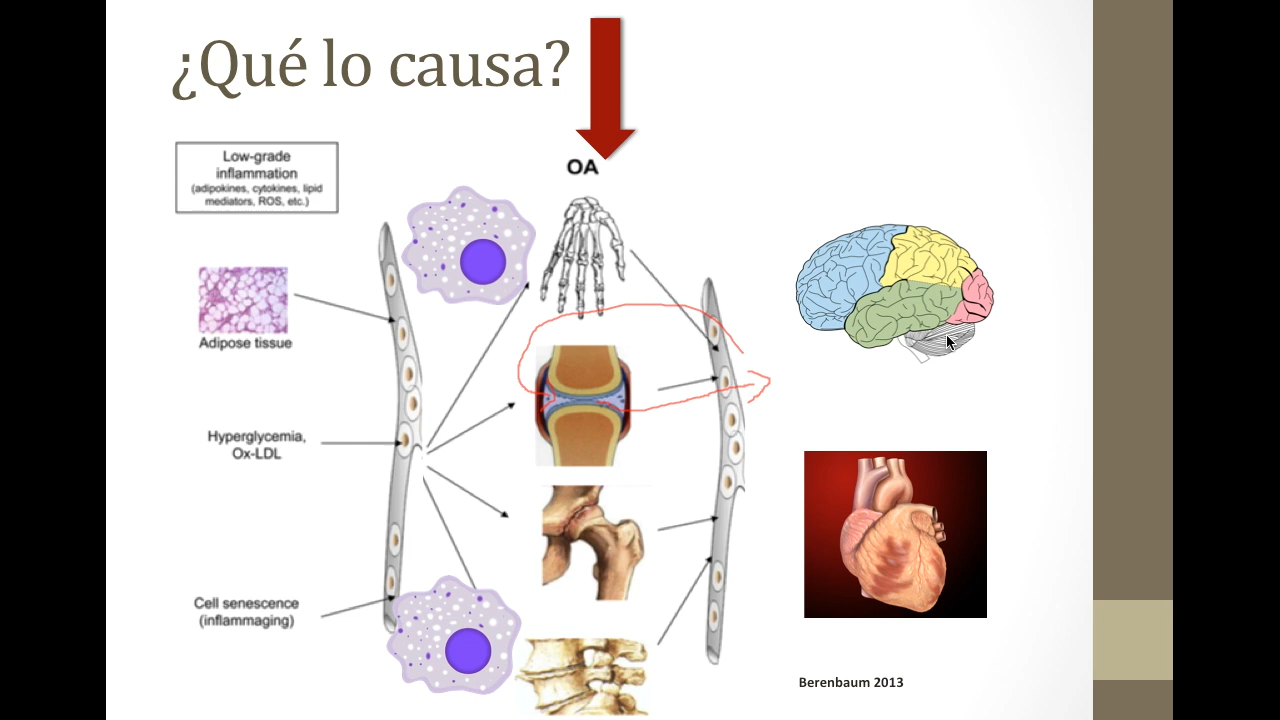 ¿Qué lo causa?
Low-grade
inflammation
(adipokines, cytokines, lipid
mediators, ROS, etc.)
OA
Adipose tissue
Hyperglycemia,
Ox-LDL
Cell senescence
(inflammaging)
Berenbaum 2013